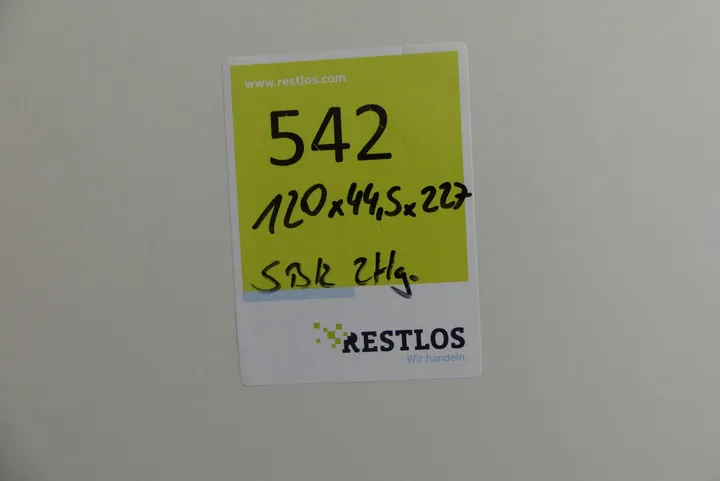 www.restlos.com
542
120x44,5x227
SBK 2Hg.
RESTLOS
Wir handeln.